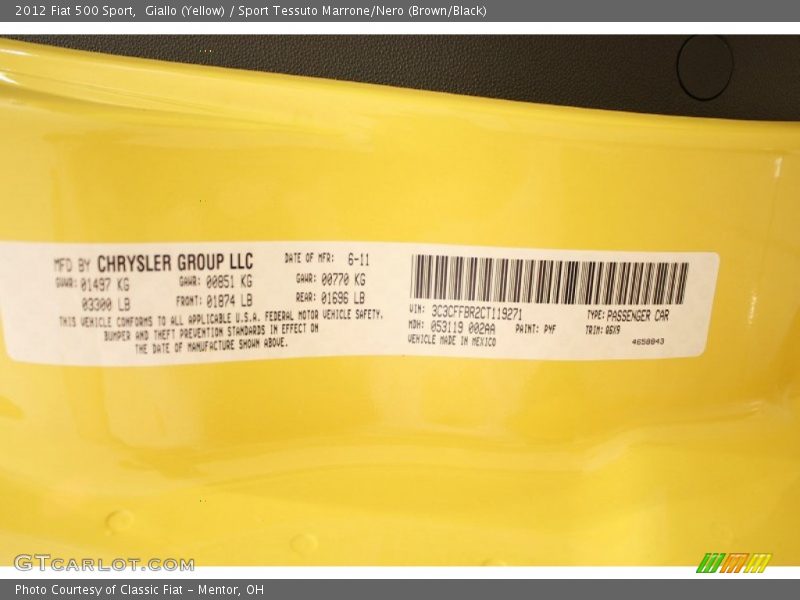 2012 Fiat 500 Sport,  Giallo (Yellow) / Sport Tessuto Marrone/Nero (Brown/Black)
MFD BY CHRYSLER GROUP LLC DATE OF MFR: 6-11
GVWR: 01497 KG GAWR: 00851 KG GAWR: 00770 KG
03300 LB FRONT: 01874 LB REAR: 01696 LB
THIS VEHICLE CONFORMS TO ALL APPLICABLE U.S.A. FEDERAL MOTOR VEHICLE SAFETY,
BUMPER AND THEFT PREVENTION STANDARDS IN EFFECT ON
THE DATE OF MANUFACTURE SHOWN ABOVE.
VIN: 3C3CFFBR2CT119271 TYPE: PASSENGER CAR
MDH: 053119 002AA PAINT: PYF TRIM: Q6X9
VEHICLE MADE IN MEXICO 4658843
GTCARLOT.COM
Photo Courtesy of Classic Fiat - Mentor, OH